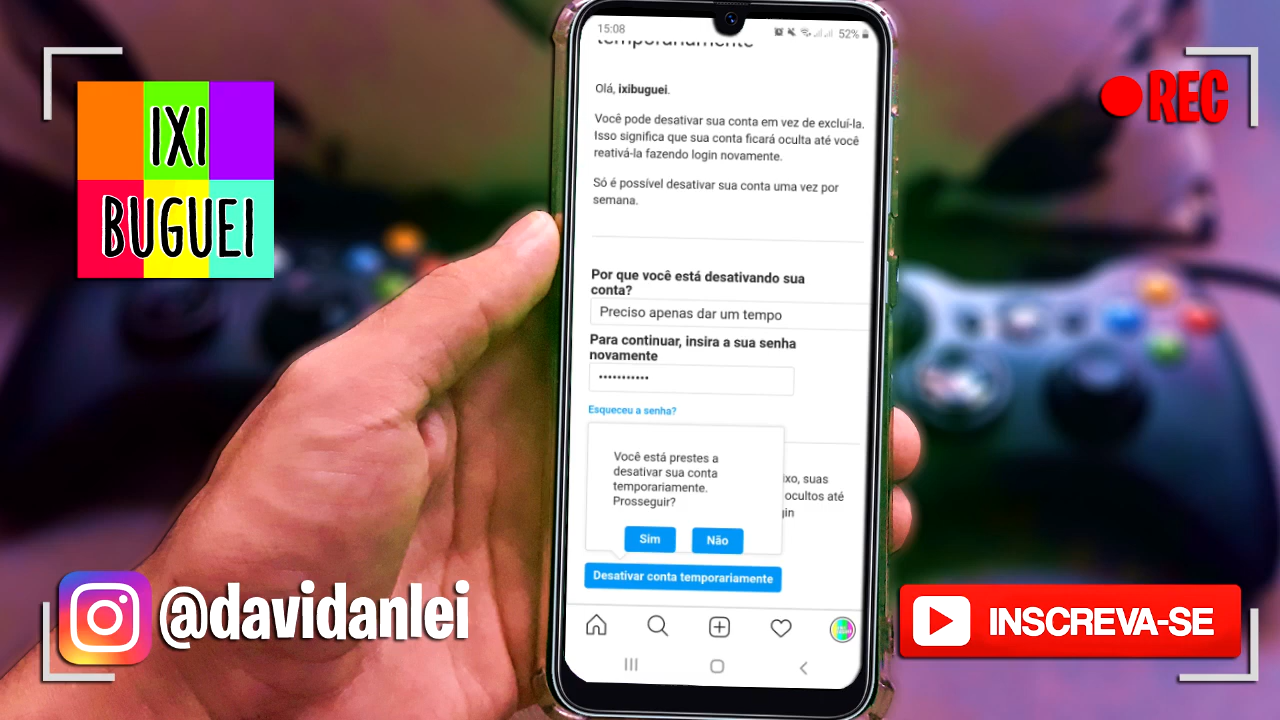 IXI
BUGUEI
REC
15:08
52%
temporariamente
Olá, ixibuguei.
Você pode desativar sua conta em vez de excluí-la.
Isso significa que sua conta ficará oculta até você
reativá-la fazendo login novamente.
Só é possível desativar sua conta uma vez por
semana.
Por que você está desativando sua
conta?
Preciso apenas dar um tempo
Para continuar, insira a sua senha
novamente
•••••••••••
Esqueceu a senha?
Você está prestes a
desativar sua conta
temporariamente.
Prosseguir?
ixo, suas
ocultos até
gin
Sim Não
Desativar conta temporariamente
@davidanlei
INSCREVA-SE